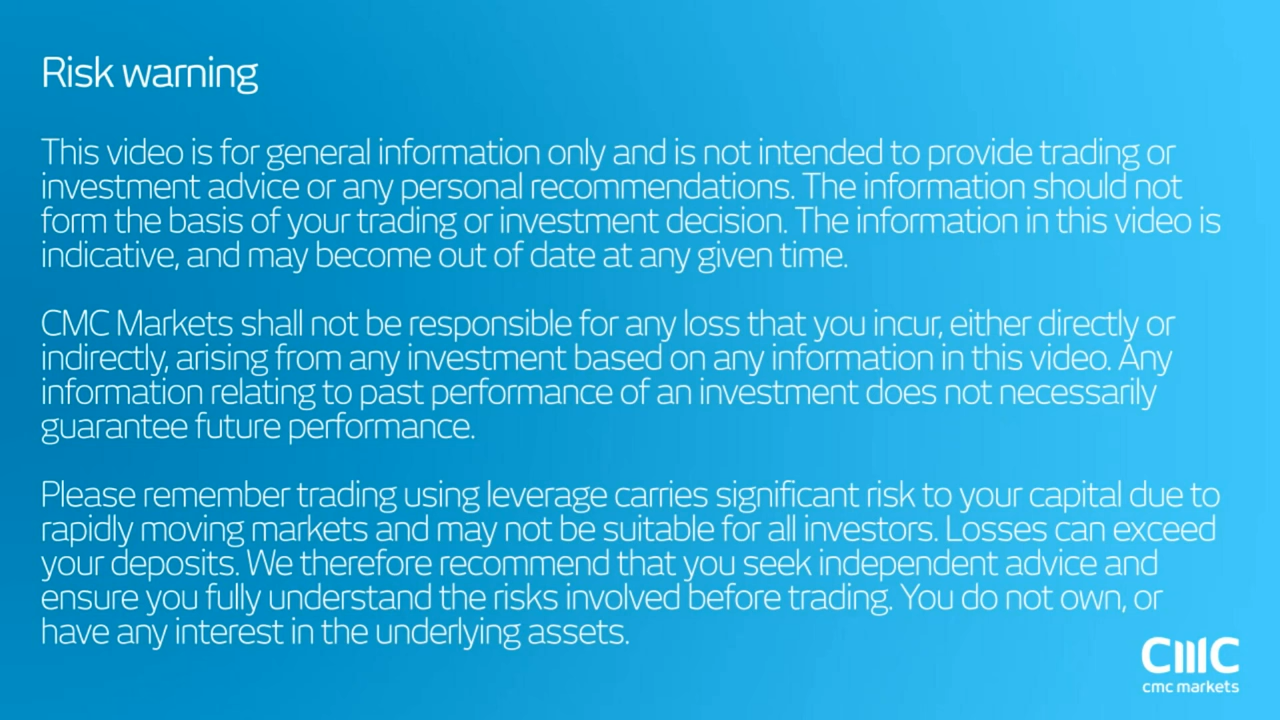 Risk warning
This video is for general information only and is not intended to provide trading or
investment advice or any personal recommendations. The information should not
form the basis of your trading or investment decision. The information in this video is
indicative, and may become out of date at any given time.
CMC Markets shall not be responsible for any loss that you incur, either directly or
indirectly, arising from any investment based on any information in this video. Any
information relating to past performance of an investment does not necessarily
guarantee future performance.
Please remember trading using leverage carries significant risk to your capital due to
rapidly moving markets and may not be suitable for all investors. Losses can exceed
your deposits. We therefore recommend that you seek independent advice and
ensure you fully understand the risks involved before trading. You do not own, or
have any interest in the underlying assets.
CMC
cmc markets